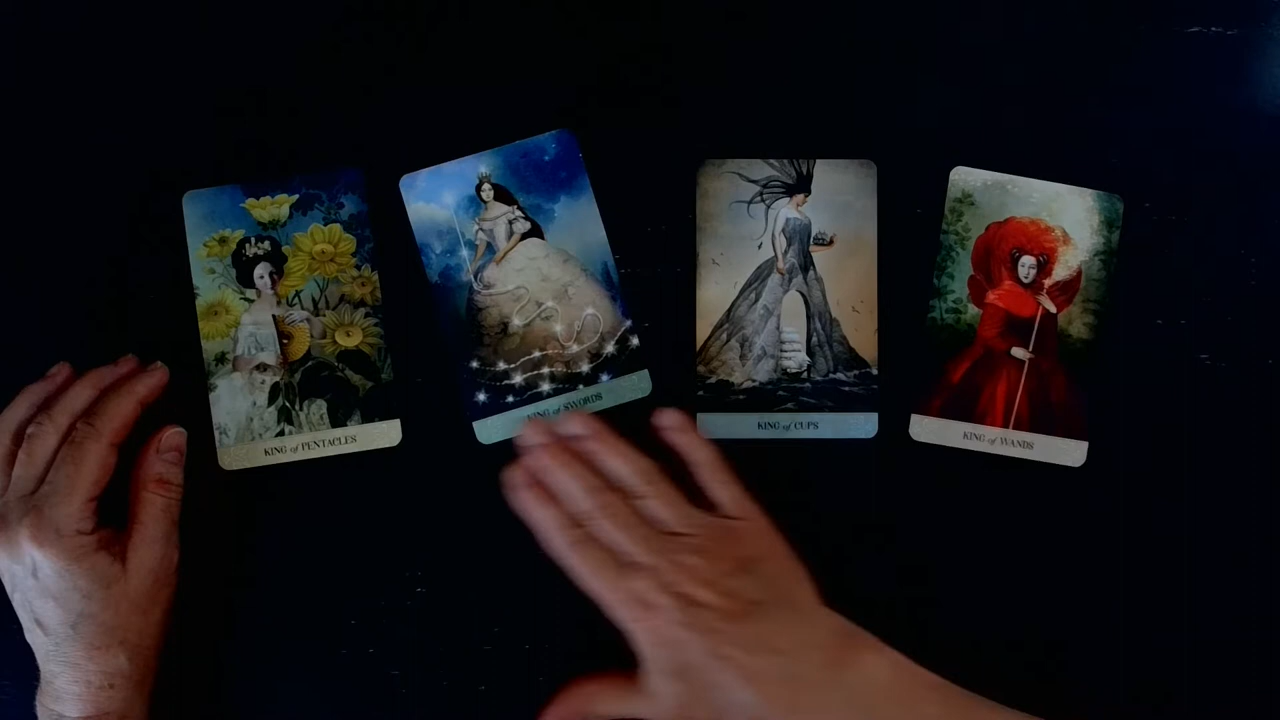 KING of PENTACLES
KING of SWORDS
KING of CUPS
KING of WANDS